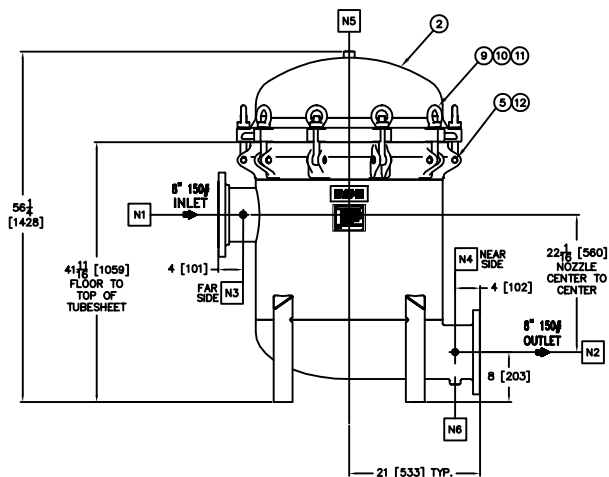 N5
2
9 10 11
5 12
56 1/4
[1428]
8" 150#
INLET
N1
41 11/16 [1059]
FLOOR TO
TOP OF
TUBESHEET
4 [101]
FAR
SIDE
N3
N4
NEAR
SIDE
4 [102]
22 1/16 [560]
NOZZLE
CENTER TO
CENTER
8" 150#
OUTLET
N2
8 [203]
N6
21 [533] TYP.